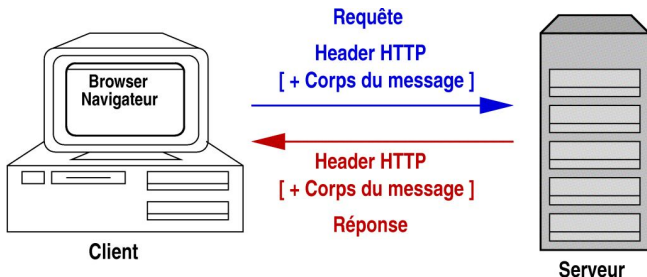 Requête
Header HTTP
[ + Corps du message ]
Browser
Navigateur
Header HTTP
[ + Corps du message ]
Réponse
Client
Serveur